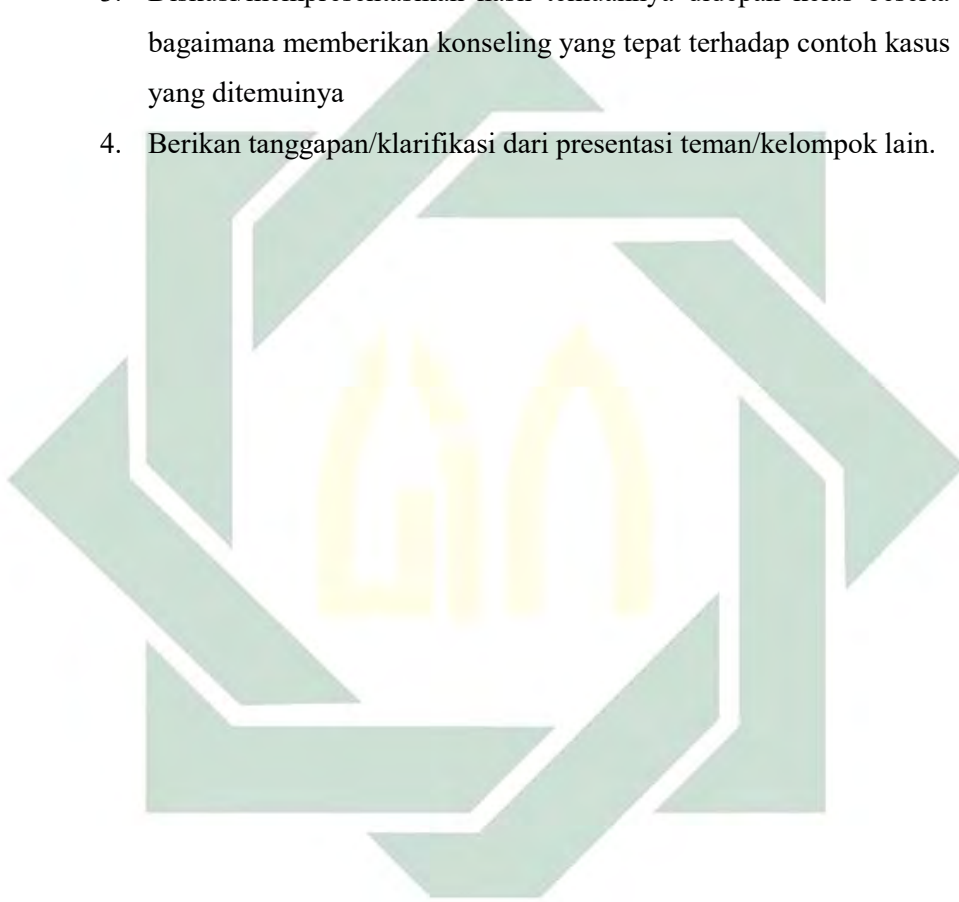 bagaimana memberikan konseling yang tepat terhadap contoh kasus
yang ditemuinya
4. Berikan tanggapan/klarifikasi dari presentasi teman/kelompok lain.